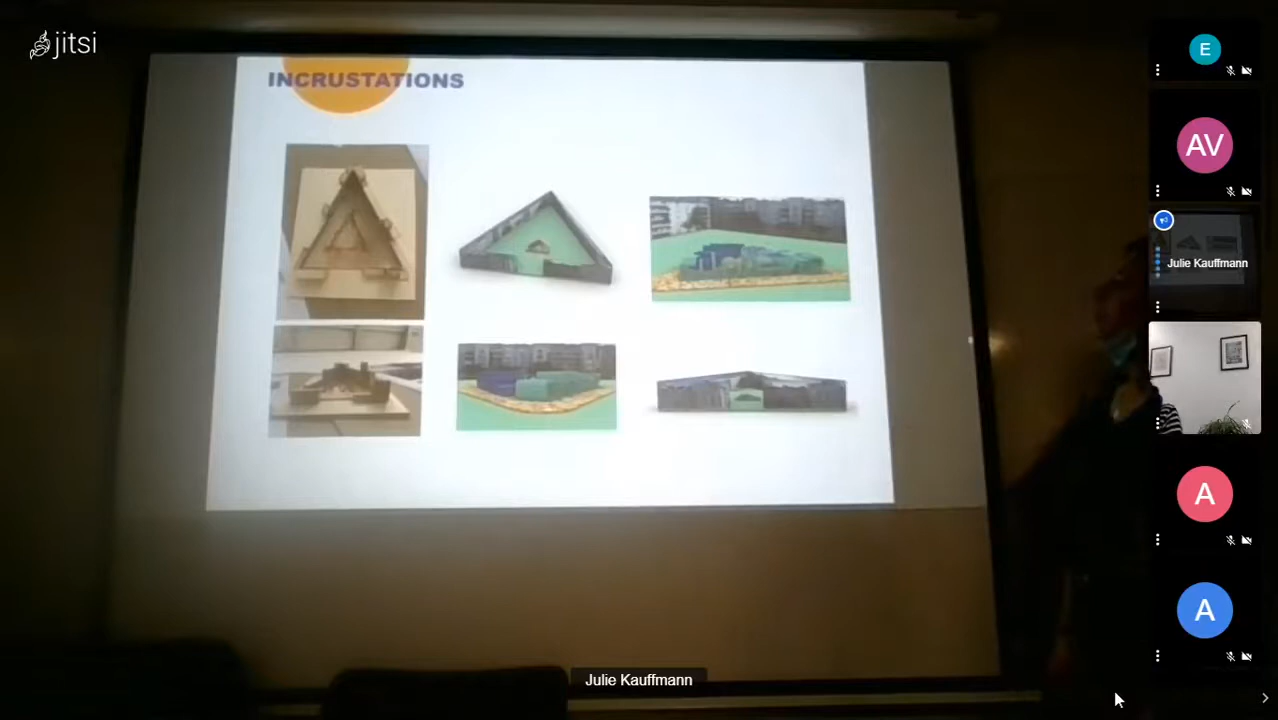 jitsi
INCRUSTATIONS
E
AV
Julie Kauffmann
A
A
Julie Kauffmann